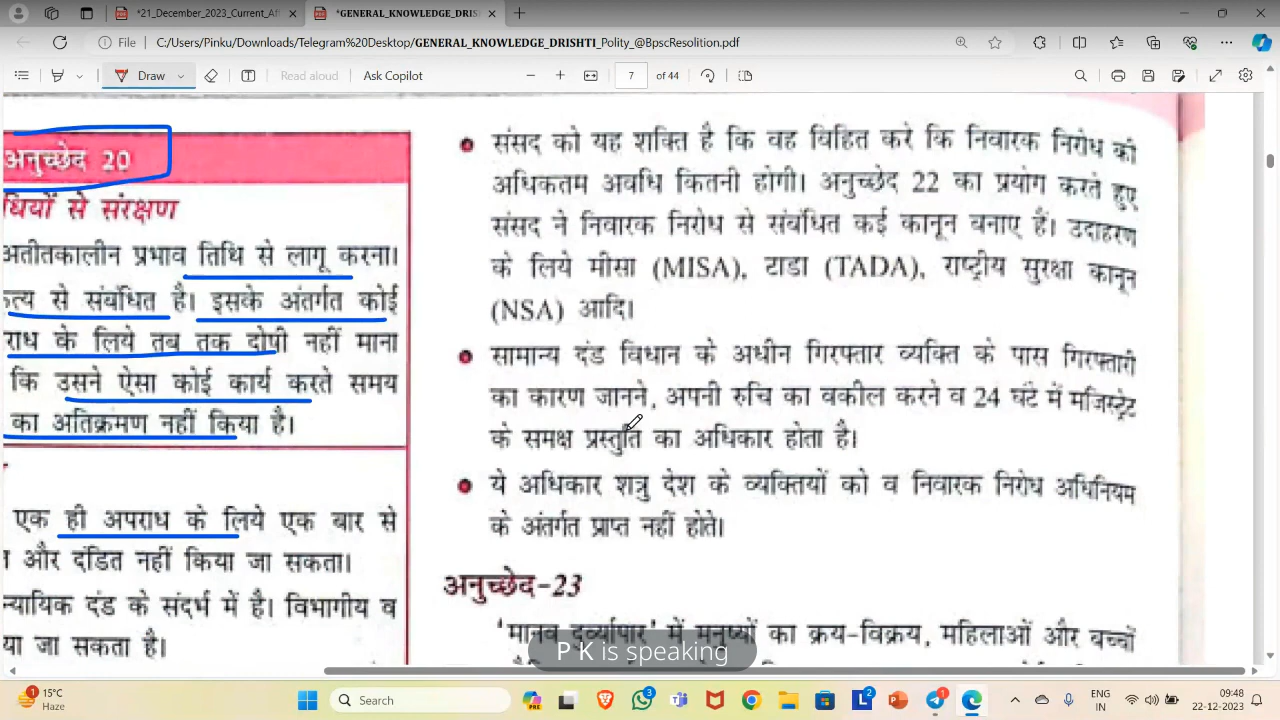 *21_December_2023_Current_Af
*GENERAL_KNOWLEDGE_DRISH
File C:/Users/Pinku/Downloads/Telegram%20Desktop/GENERAL_KNOWLEDGE_DRISHTI_Polity_@BpscResolition.pdf
Draw Read aloud Ask Copilot 7 of 44
अनुच्छेद 20
धियों से संरक्षण
अतीतकालीन प्रभाव तिथि से लागू करना।
त्य से संबंधित है। इसके अंतर्गत कोई
राध के लिये तब तक दोषी नहीं माना
कि उसने ऐसा कोई कार्य करते समय
का अतिक्रमण नहीं किया है।
एक ही अपराध के लिये एक बार से
और दंडित नहीं किया जा सकता।
न्यायिक दंड के संदर्भ में है। विभागीय व
या जा सकता है।
संसद को यह शक्ति है कि वह विहित करे कि निवारक निरोध की
अधिकतम अवधि कितनी होगी। अनुच्छेद 22 का प्रयोग करते हुए
संसद ने निवारक निरोध से संबंधित कई कानून बनाए हैं। उदाहरण
के लिये मीसा (MISA), टाडा (TADA), राष्ट्रीय सुरक्षा कानून
(NSA) आदि।
सामान्य दंड विधान के अधीन गिरफ्तार व्यक्ति के पास गिरफ्तारी
का कारण जानने, अपनी रुचि का वकील करने व 24 घंटे में मजिस्ट्रेट
के समक्ष प्रस्तुति का अधिकार होता है।
ये अधिकार शत्रु देश के व्यक्तियों को व निवारक निरोध अधिनियम
के अंतर्गत प्राप्त नहीं होते।
अनुच्छेद-23
'मानव दुर्व्यापार' में मनुष्यों का क्रय-विक्रय, महिलाओं और बच्चों
P K is speaking
1 15°C
Haze
Search
PRE 3 2 1
ENG
IN
09:48
22-12-2023